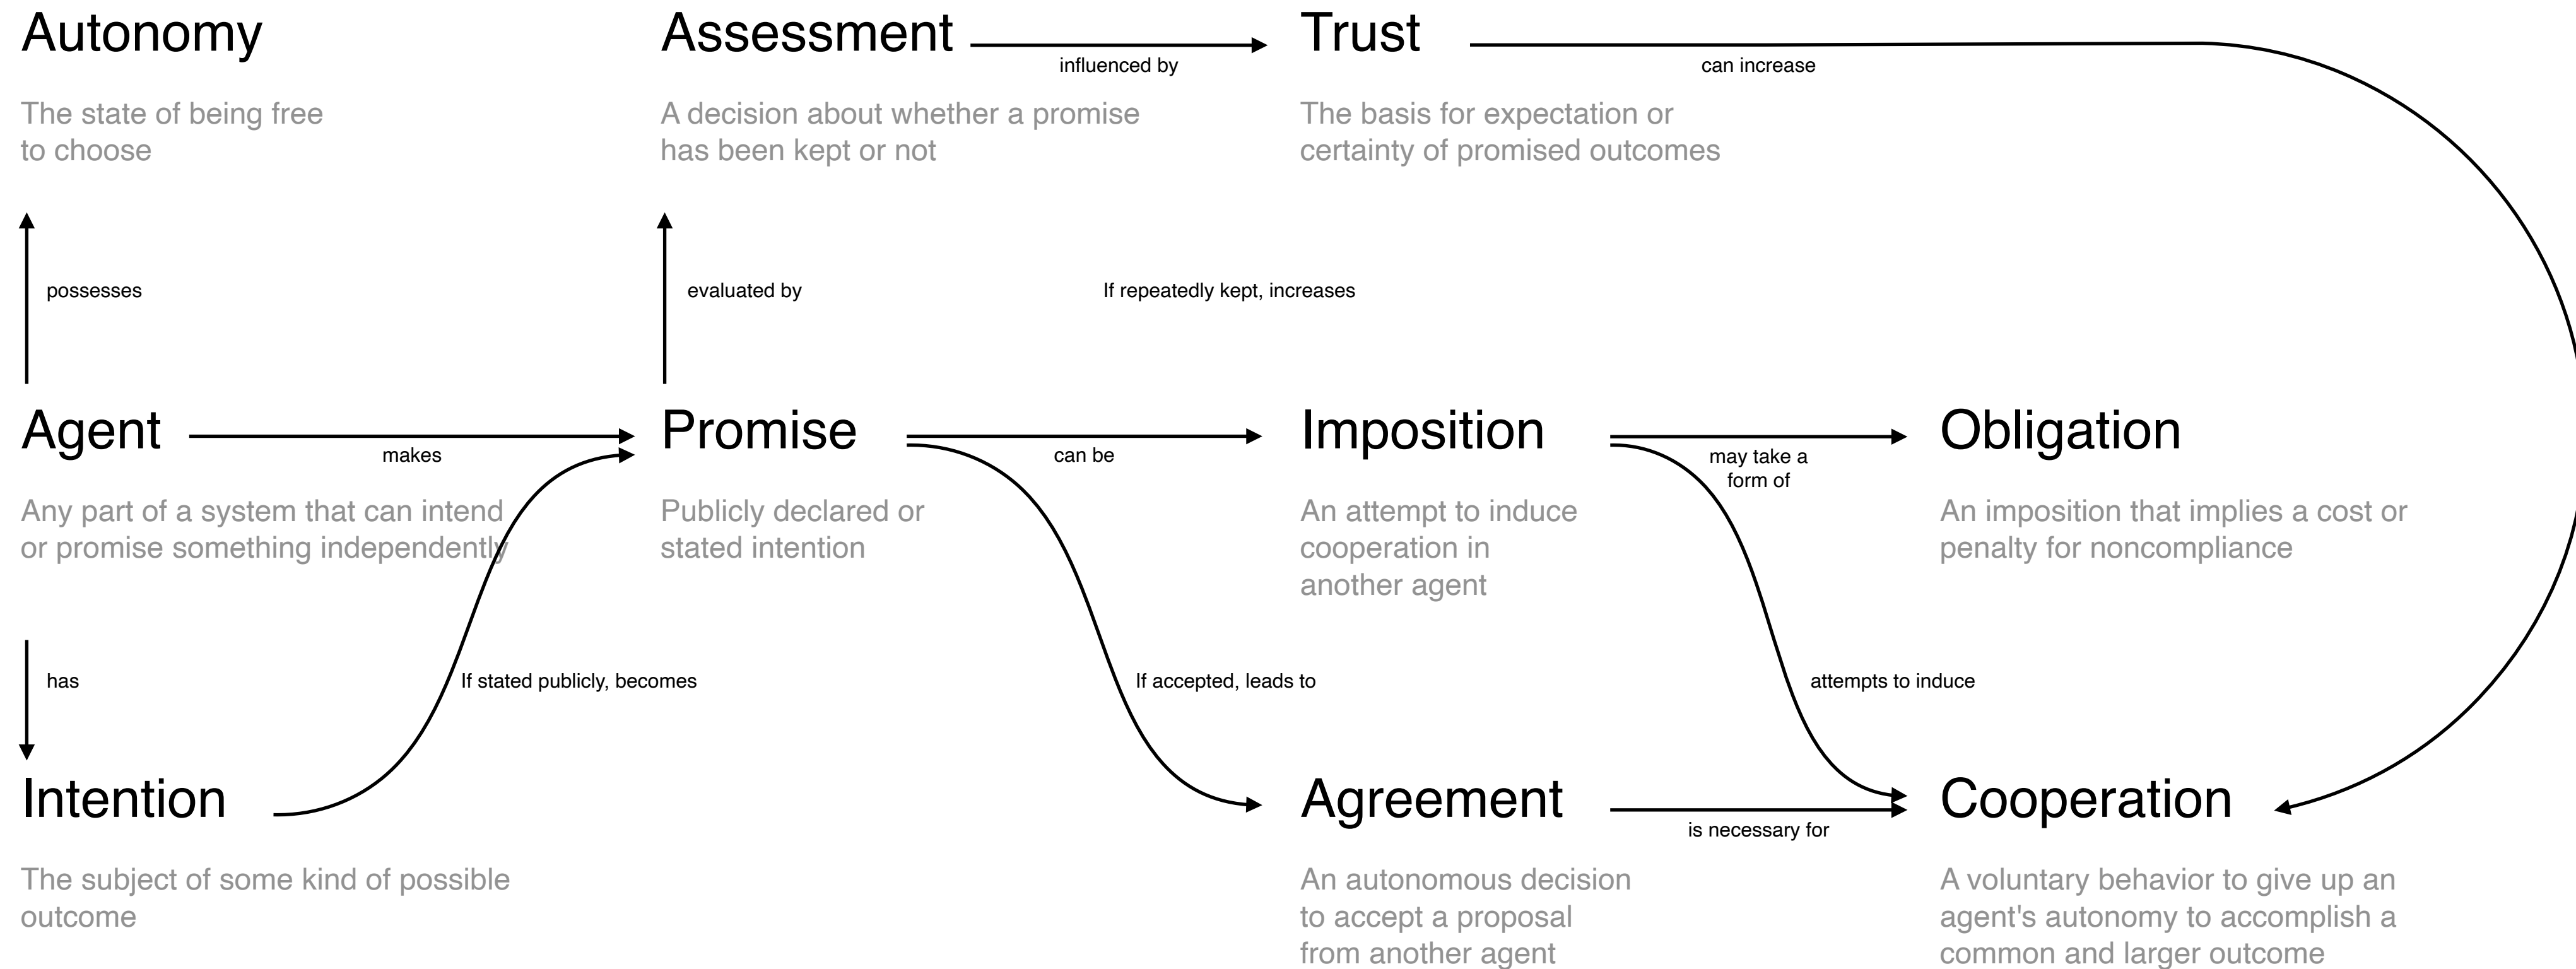 Autonomy
The state of being free
to choose
Assessment
influenced by
A decision about whether a promise
has been kept or not
Trust
can increase
The basis for expectation or
certainty of promised outcomes
possesses
evaluated by
If repeatedly kept, increases
Agent
makes
Any part of a system that can intend
or promise something independently
Promise
can be
Publicly declared or
stated intention
Imposition
may take a
form of
An attempt to induce
cooperation in
another agent
Obligation
An imposition that implies a cost or
penalty for noncompliance
has
If stated publicly, becomes
If accepted, leads to
attempts to induce
Intention
The subject of some kind of possible
outcome
Agreement
is necessary for
An autonomous decision
to accept a proposal
from another agent
Cooperation
A voluntary behavior to give up an
agent's autonomy to accomplish a
common and larger outcome